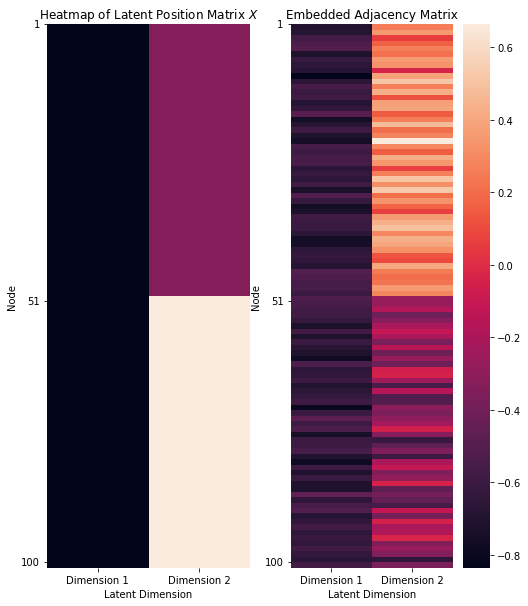 Heatmap of Latent Position Matrix X
Embedded Adjacency Matrix
1
51
100
Node
Dimension 1
Dimension 2
Latent Dimension
1
51
100
Node
Dimension 1
Dimension 2
Latent Dimension
0.6
0.4
0.2
0.0
−0.2
−0.4
−0.6
−0.8